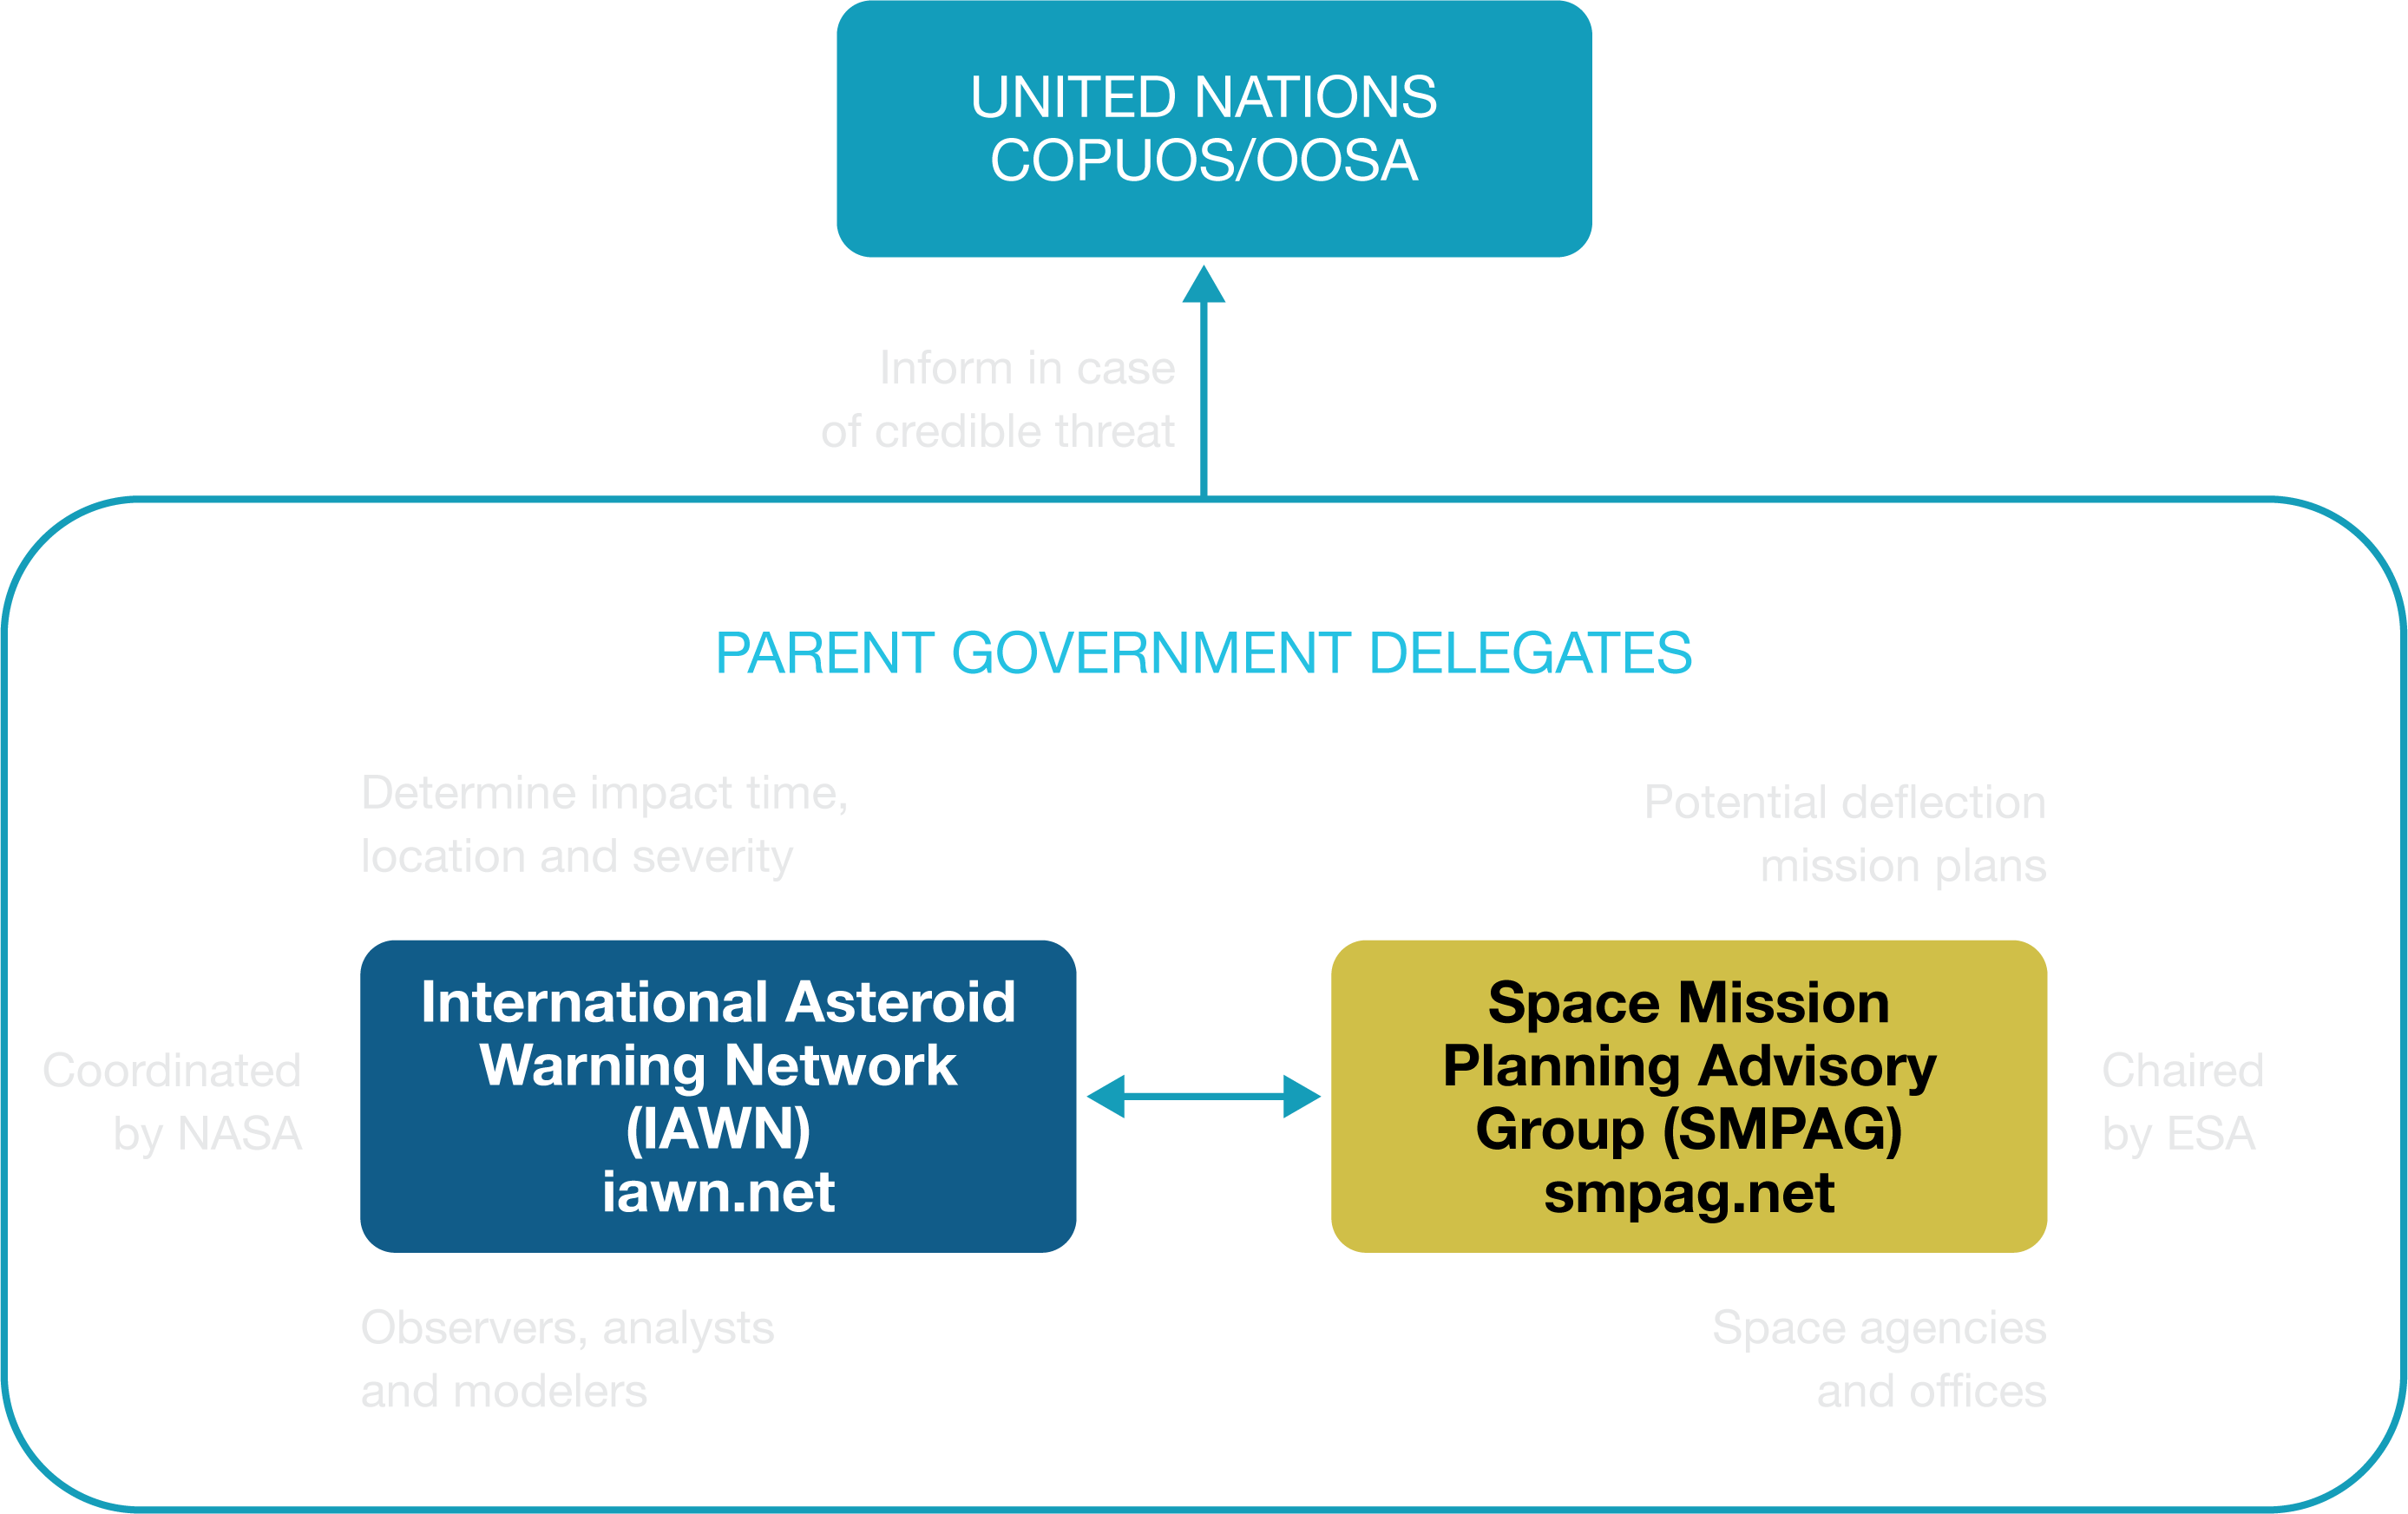 UNITED NATIONS
COPUOS/OOSA
Inform in case
of credible threat
PARENT GOVERNMENT DELEGATES
Determine impact time,
location and severity
Potential deflection
mission plans
International Asteroid
Warning Network
(IAWN)
iawn.net
Space Mission
Planning Advisory
Group (SMPAG)
smpag.net
Coordinated
by NASA
Chaired
by ESA
Observers, analysts
and modelers
Space agencies
and offices